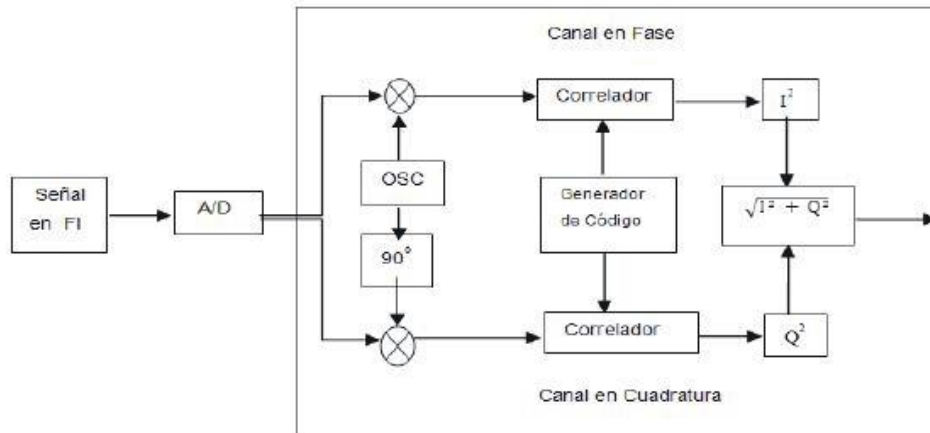 Canal en Fase
Correlador
I²
OSC
Señal
en FI
A/D
Generador
de Código
√I² + Q²
90°
Correlador
Q²
Canal en Cuadratura